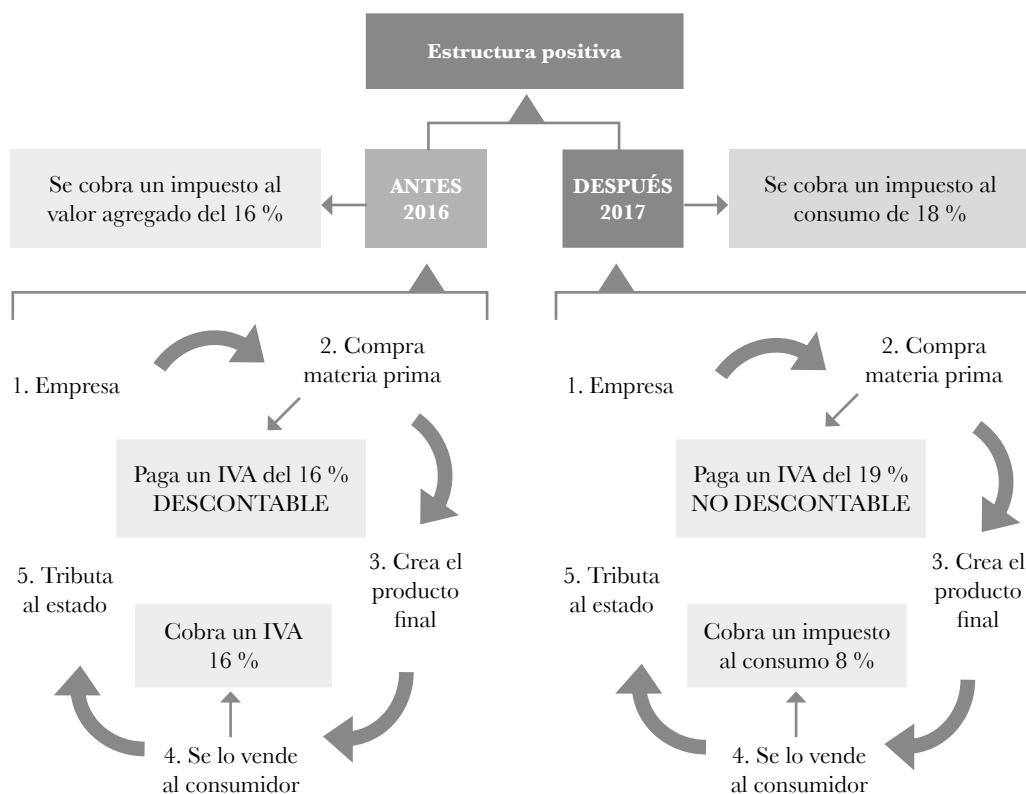 Estructura positiva
Se cobra un impuesto al
valor agregado del 16 %
ANTES
2016
DESPUÉS
2017
Se cobra un impuesto al
consumo de 18 %
1. Empresa
2. Compra
materia prima
Paga un IVA del 16 %
DESCONTABLE
3. Crea el
producto
final
5. Tributa
al estado
Cobra un IVA
16 %
4. Se lo vende
al consumidor
1. Empresa
2. Compra
materia prima
Paga un IVA del 19 %
NO DESCONTABLE
3. Crea el
producto
final
5. Tributa
al estado
Cobra un impuesto
al consumo 8 %
4. Se lo vende
al consumidor